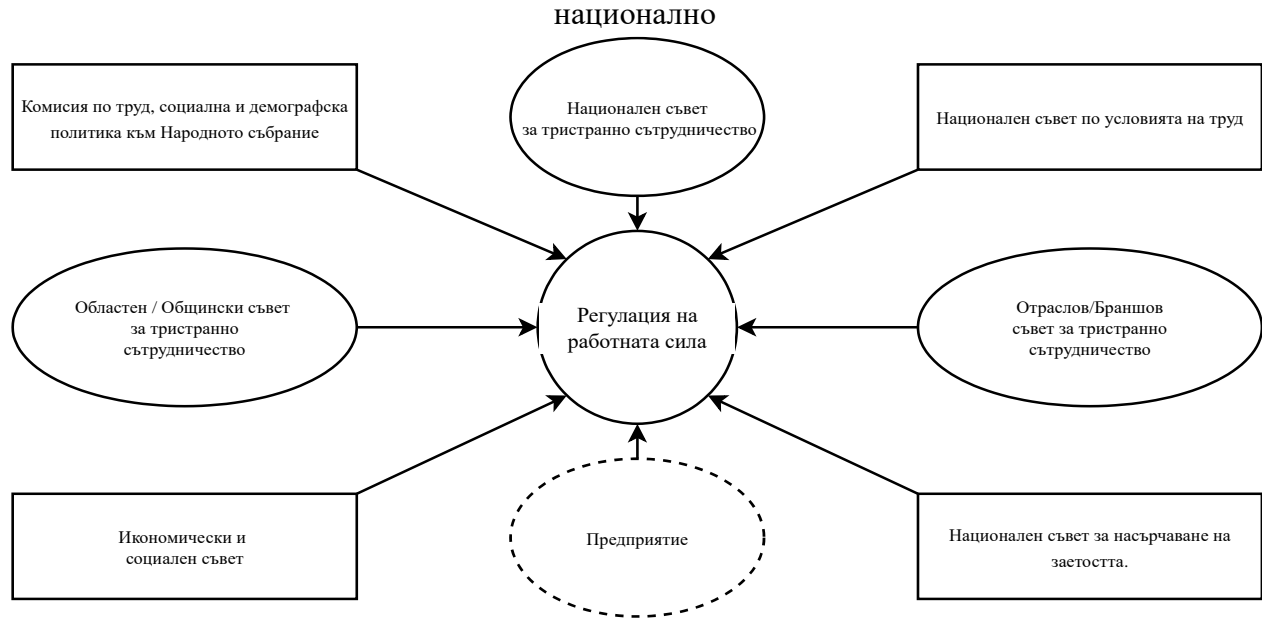 национално
Комисия по труд, социална и демографска
политика към Народното събрание
Национален съвет
за тристранно сътрудничество
Национален съвет по условията на труд
Областен / Общински съвет
за тристранно
сътрудничество
Регулация на
работната сила
Отраслов/Браншов
съвет за тристранно
сътрудничество
Икономически и
социален съвет
Предприятие
Национален съвет за насърчаване на
заетостта.